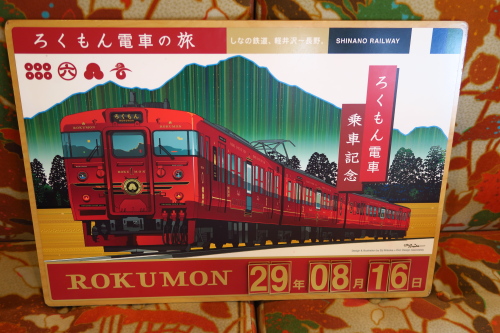 ろくもん電車の旅
しなの鉄道。軽井沢ー長野。
SHINANO RAILWAY
ろくもん電車
乗車記念
ろくもん
ROKUMON
ROKUMON 29年08月16日